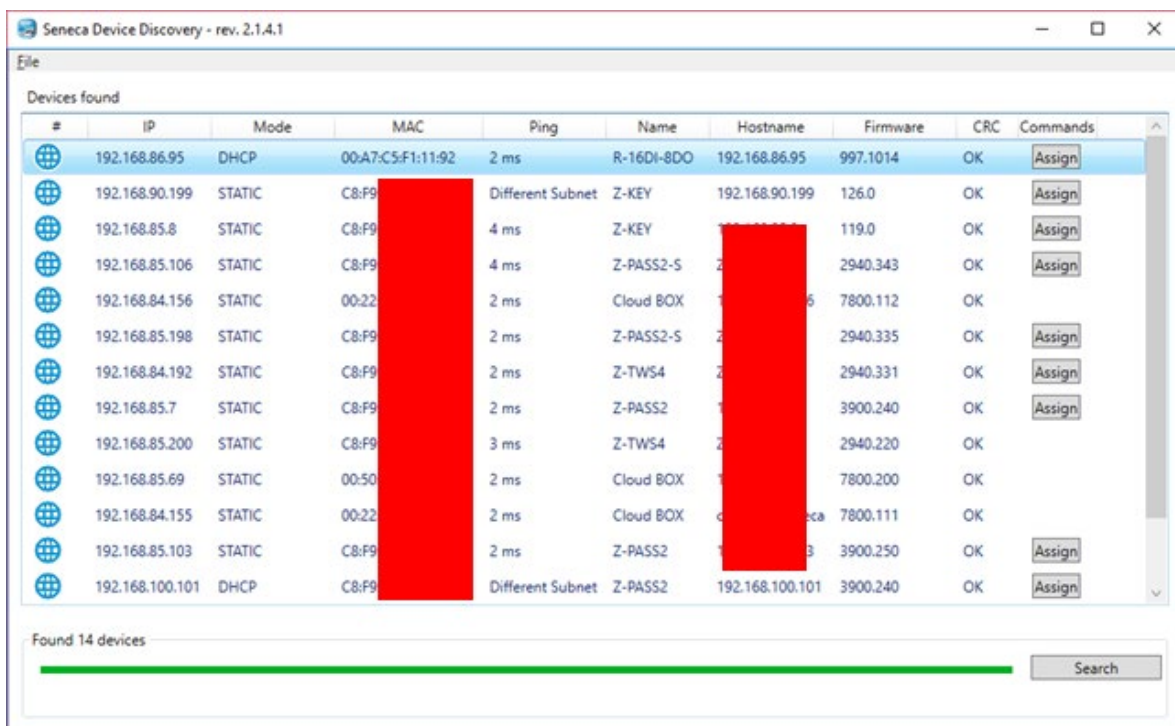 Seneca Device Discovery - rev. 2.1.4.1
File
Devices found
# IP Mode MAC Ping Name Hostname Firmware CRC Commands
192.168.86.95 DHCP 00:A7:C5:F1:11:92 2 ms R-16DI-8DO 192.168.86.95 997.1014 OK Assign
192.168.90.199 STATIC C8:F9 Different Subnet Z-KEY 192.168.90.199 126.0 OK Assign
192.168.85.8 STATIC C8:F9 4 ms Z-KEY 119.0 OK Assign
192.168.85.106 STATIC C8:F9 4 ms Z-PASS2-S 2940.343 OK Assign
192.168.84.156 STATIC 00:22 2 ms Cloud BOX 1 6 7800.112 OK
192.168.85.198 STATIC C8:F9 2 ms Z-PASS2-S 2940.335 OK Assign
192.168.84.192 STATIC C8:F9 2 ms Z-TWS4 2940.331 OK Assign
192.168.85.7 STATIC C8:F9 2 ms Z-PASS2 1 3900.240 OK Assign
192.168.85.200 STATIC C8:F9 3 ms Z-TWS4 2940.220 OK
192.168.85.69 STATIC 00:50 2 ms Cloud BOX 1 7800.200 OK
192.168.84.155 STATIC 00:22 2 ms Cloud BOX c eca 7800.111 OK
192.168.85.103 STATIC C8:F9 2 ms Z-PASS2 1 3 3900.250 OK Assign
192.168.100.101 DHCP C8:F9 Different Subnet Z-PASS2 192.168.100.101 3900.240 OK Assign
Found 14 devices
Search